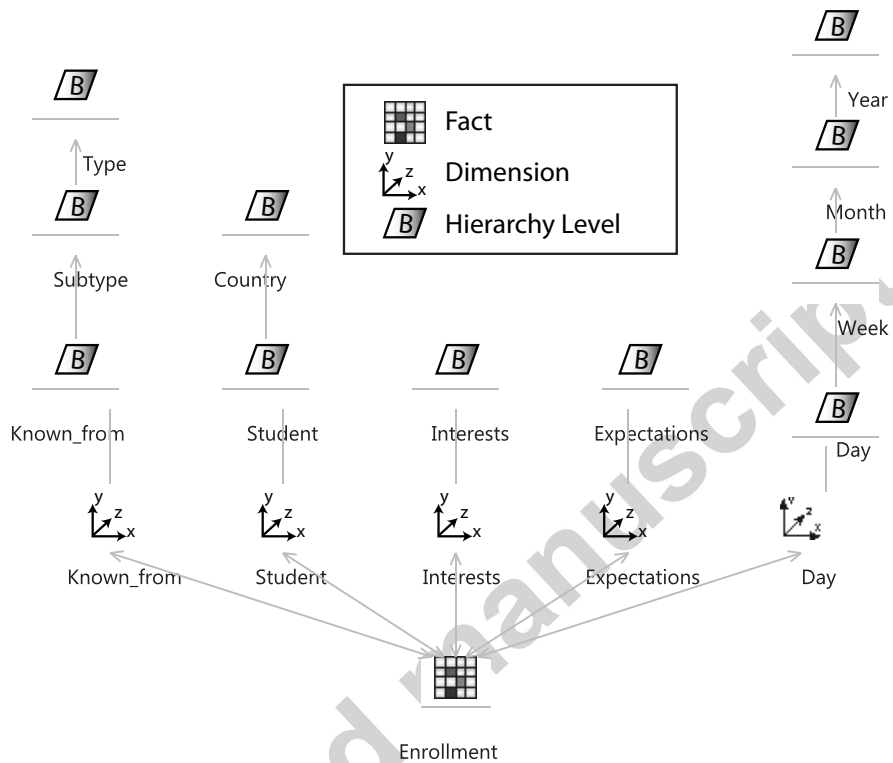 B
B
Year
Fact
B
Type
y
z
x
Dimension
B
B
Month
B
Hierarchy Level
B
Subtype
Country
Week
B
B
B
B
B
Known_from
Student
Interests
Expectations
Day
y z x
y z x
y z x
y z x
y z x
Known_from
Student
Interests
Expectations
Day
Enrollment
d manuscript